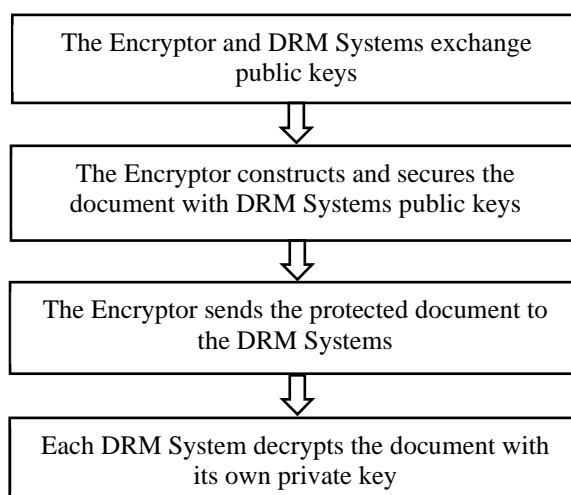 The Encryptor and DRM Systems exchange
public keys
The Encryptor constructs and secures the
document with DRM Systems public keys
The Encryptor sends the protected document to
the DRM Systems
Each DRM System decrypts the document with
its own private key